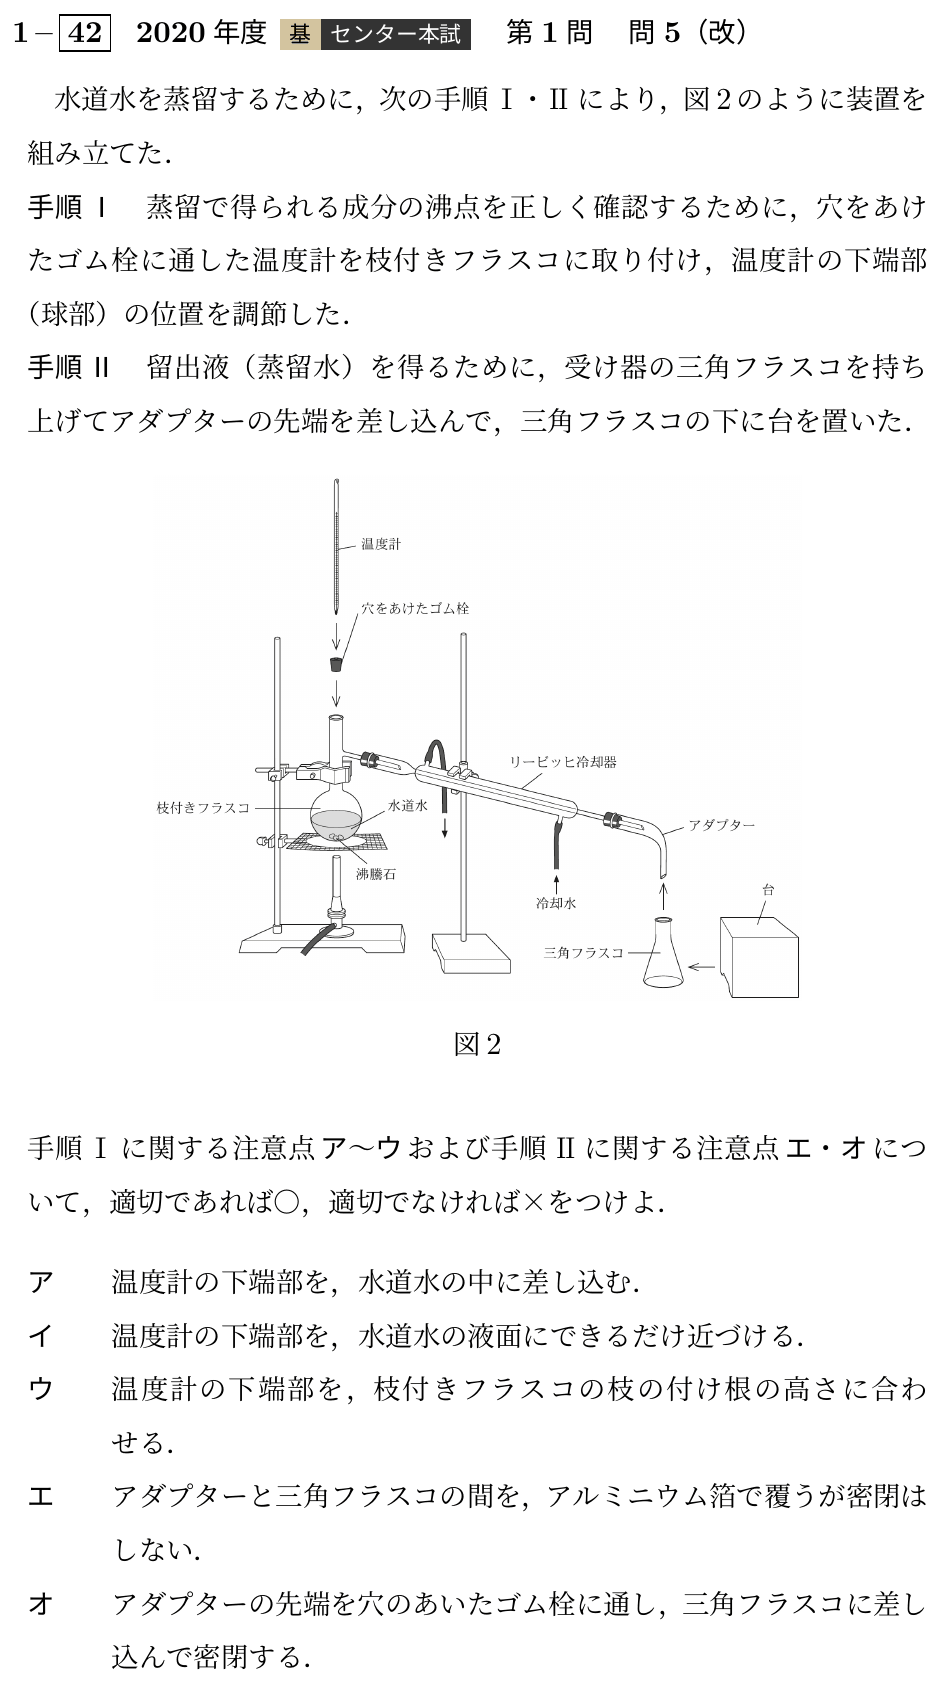 1－42 2020 年度 基 センター本試 第 1 問 問 5（改）
水道水を蒸留するために，次の手順 I・II により，図 2 のように装置を
組み立てた．
手順 I 蒸留で得られる成分の沸点を正しく確認するために，穴をあけ
たゴム栓に通した温度計を枝付きフラスコに取り付け，温度計の下端部
（球部）の位置を調節した．
手順 II 留出液（蒸留水）を得るために，受け器の三角フラスコを持ち
上げてアダプターの先端を差し込んで，三角フラスコの下に台を置いた．
温度計
穴をあけたゴム栓
リービッヒ冷却器
枝付きフラスコ
水道水
アダプター
沸騰石
台
冷却水
三角フラスコ
図 2
手順 I に関する注意点ア〜ウおよび手順 II に関する注意点エ・オにつ
いて，適切であれば○，適切でなければ×をつけよ．
ア 温度計の下端部を，水道水の中に差し込む．
イ 温度計の下端部を，水道水の液面にできるだけ近づける．
ウ 温度計の下端部を，枝付きフラスコの枝の付け根の高さに合わ
せる．
エ アダプターと三角フラスコの間を，アルミニウム箔で覆うが密閉は
しない．
オ アダプターの先端を穴のあいたゴム栓に通し，三角フラスコに差し
込んで密閉する．